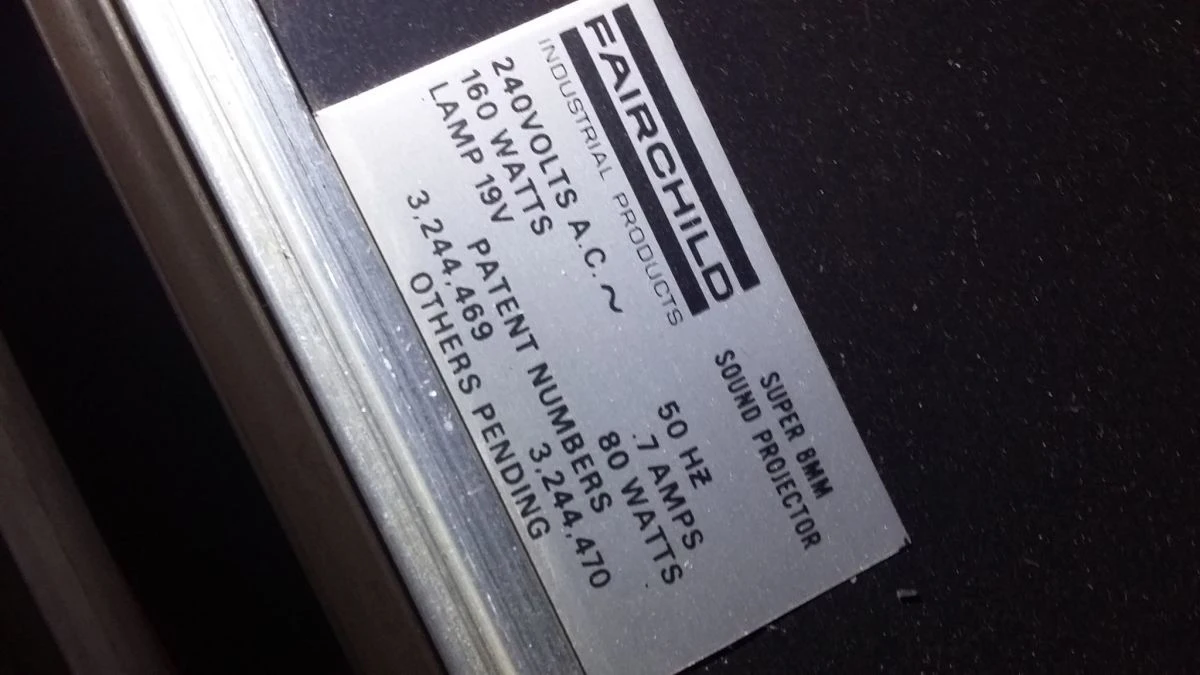 FAIRCHILD
INDUSTRIAL PRODUCTS
SUPER 8MM
SOUND PROJECTOR
240VOLTS A.C. ~ 50 HZ
160 WATTS .7 AMPS
LAMP 19V 80 WATTS
PATENT NUMBERS
3,244,469 3,244,470
OTHERS PENDING